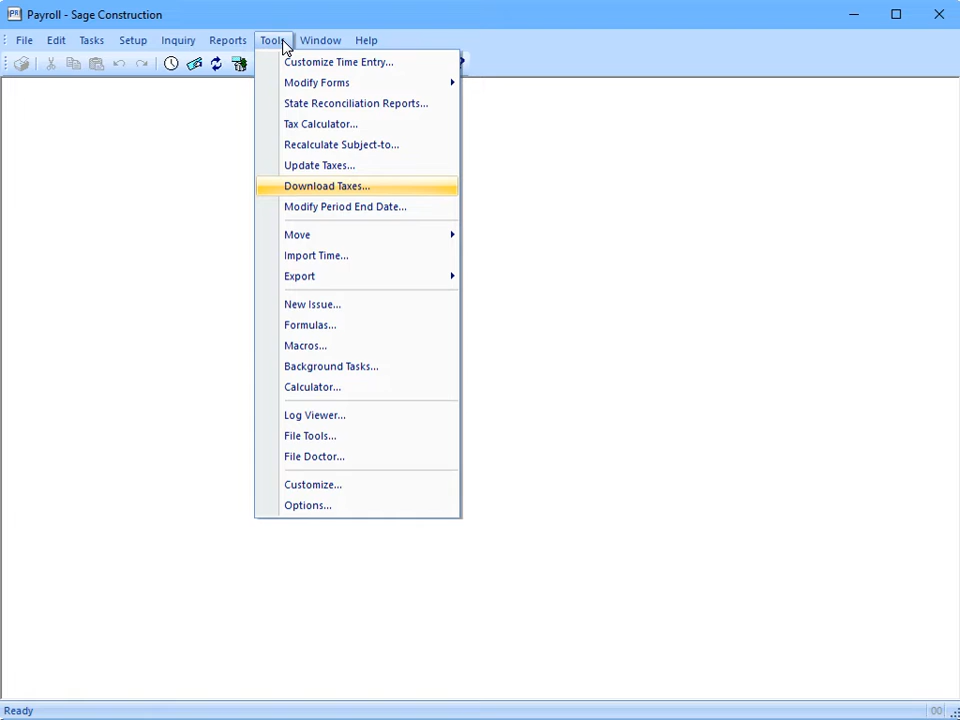 PR Payroll - Sage Construction
File Edit Tasks Setup Inquiry Reports Tools Window Help
Customize Time Entry...
Modify Forms
State Reconciliation Reports...
Tax Calculator...
Recalculate Subject-to...
Update Taxes...
Download Taxes...
Modify Period End Date...
Move
Import Time...
Export
New Issue...
Formulas...
Macros...
Background Tasks...
Calculator...
Log Viewer...
File Tools...
File Doctor...
Customize...
Options...
Ready 00